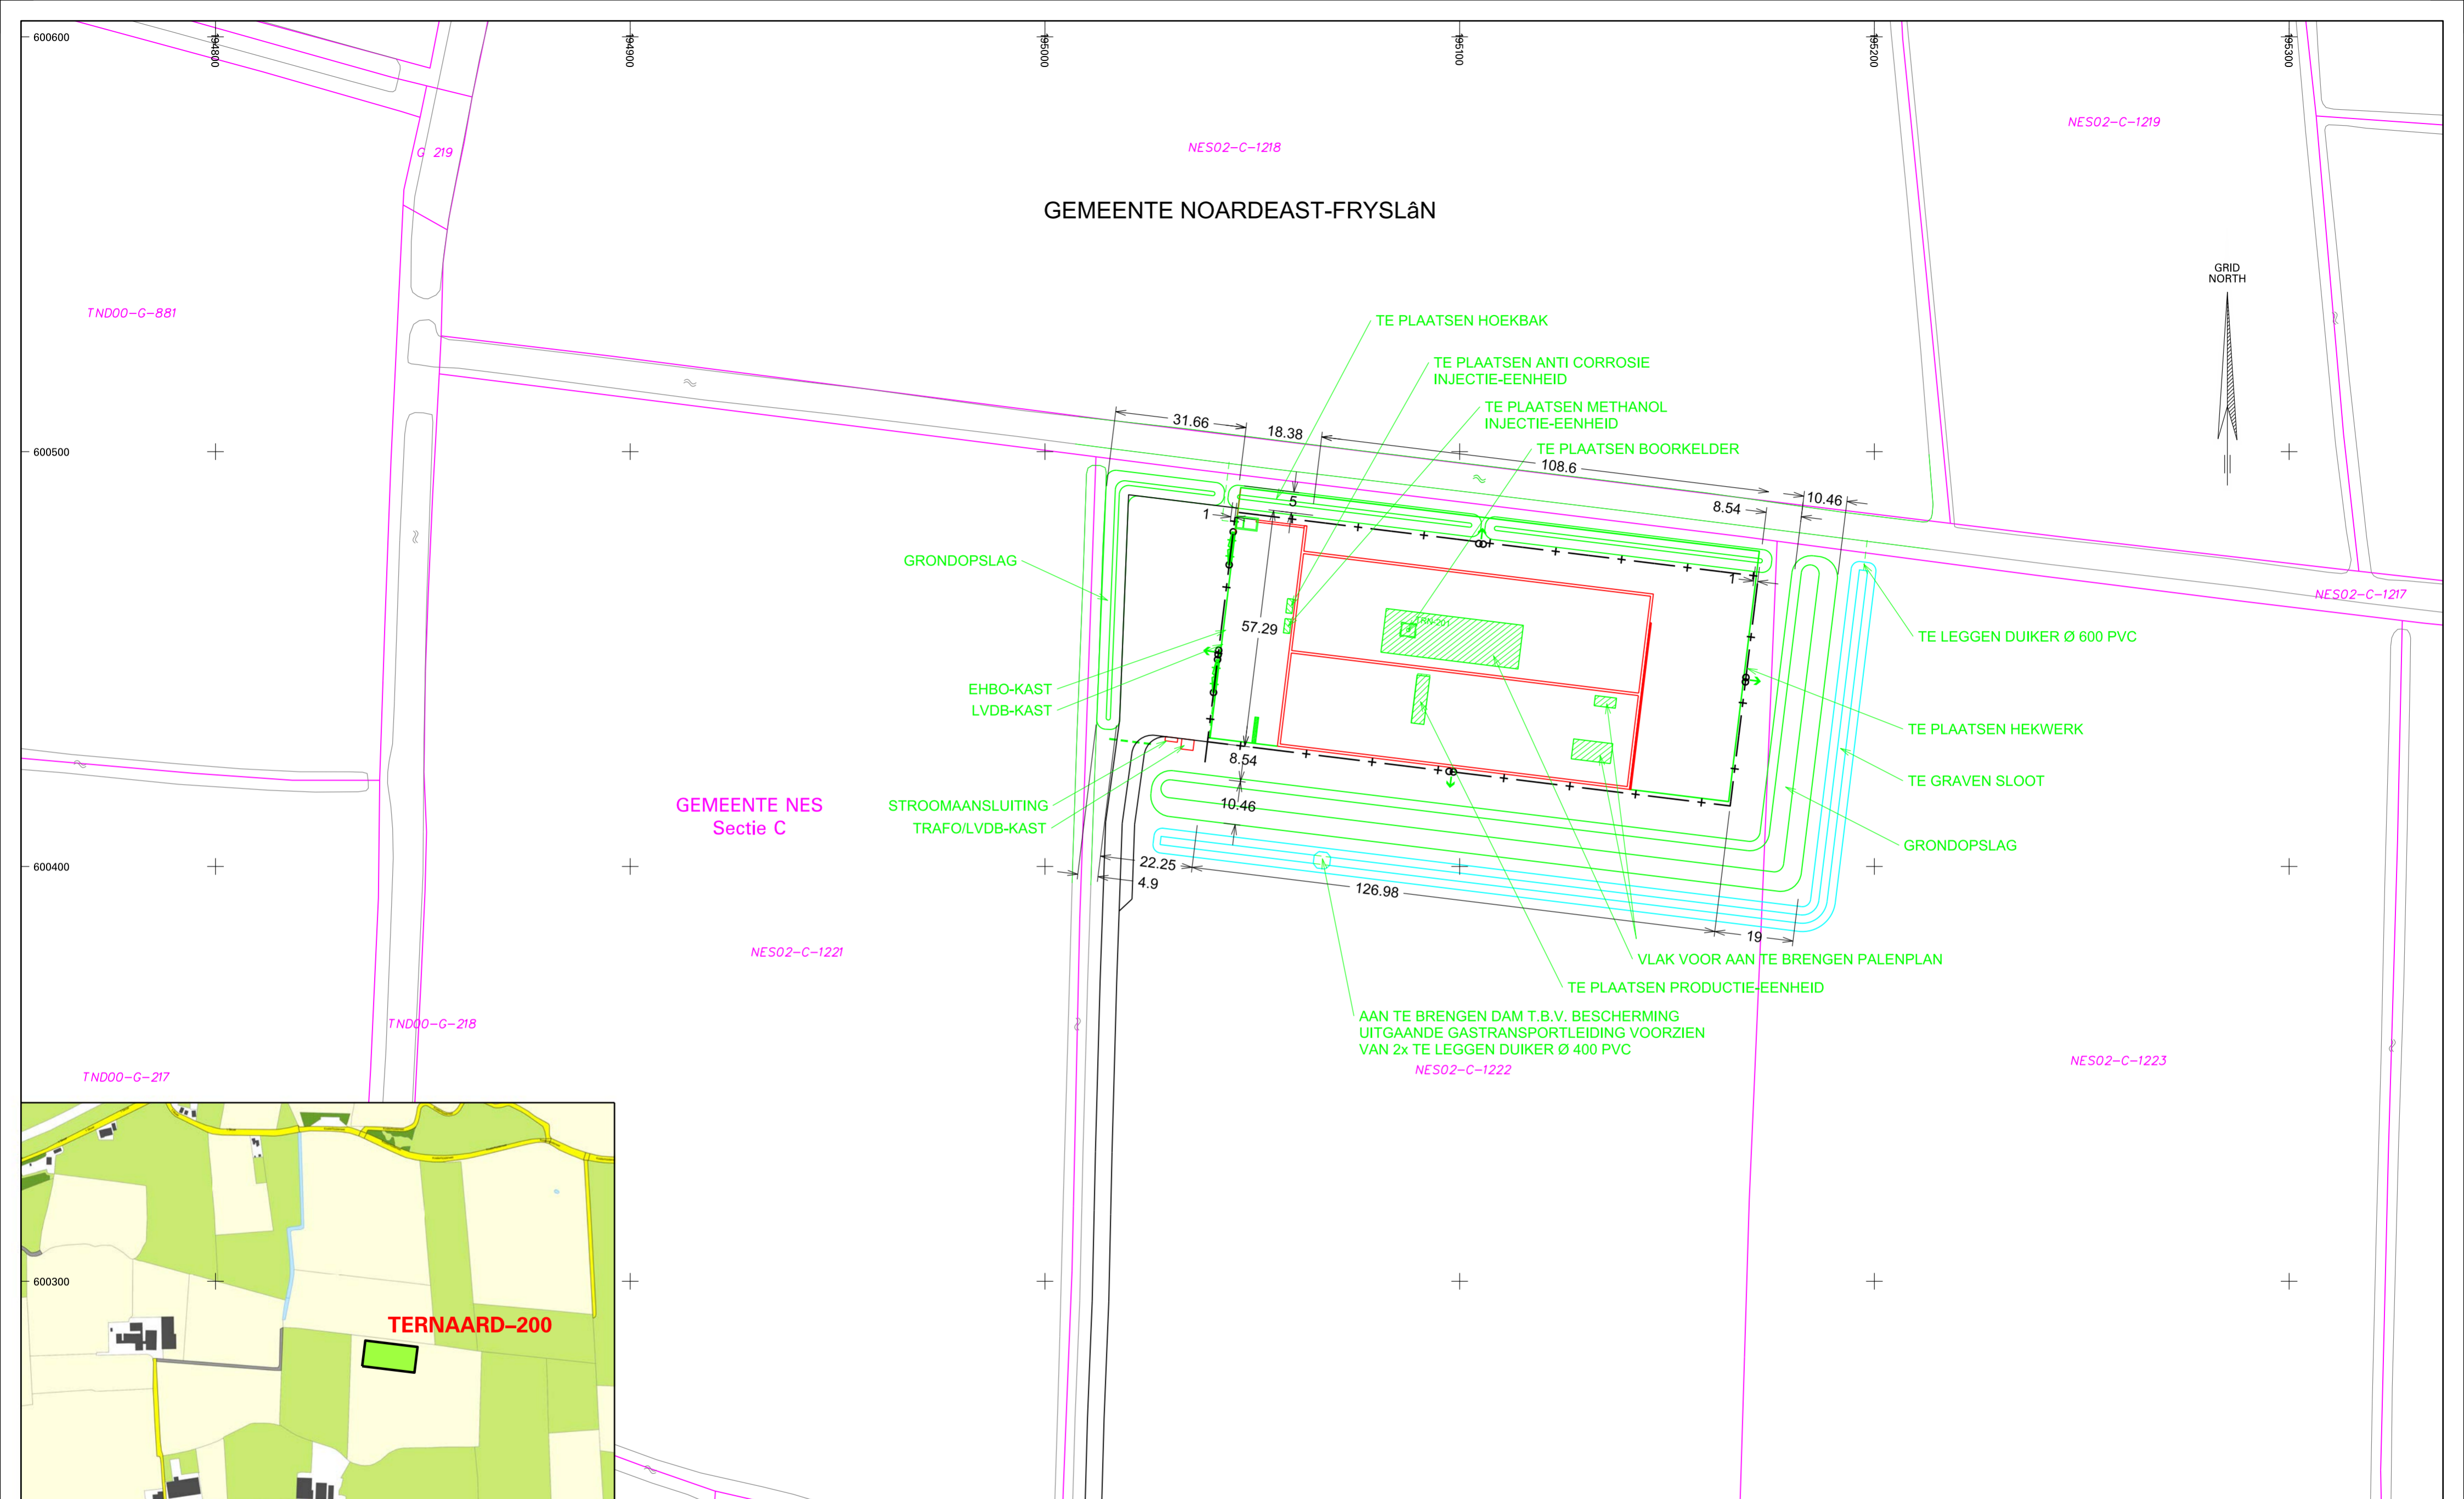 600600
194800
194900
195000
195100
195200
195300
NES02-C-1219
NES02-C-1218
G 219
GEMEENTE NOARDEAST-FRYSLâN
GRID
NORTH
TND00-G-881
TE PLAATSEN HOEKBAK
TE PLAATSEN ANTI CORROSIE
INJECTIE-EENHEID
TE PLAATSEN METHANOL
INJECTIE-EENHEID
TE PLAATSEN BOORKELDER
600500
31.66
18.38
108.6
10.46
8.54
5
1
1
GRONDOPSLAG
57.29
TRN-201
NES02-C-1217
TE LEGGEN DUIKER Ø 600 PVC
EHBO-KAST
LVDB-KAST
TE PLAATSEN HEKWERK
8.54
TE GRAVEN SLOOT
GEMEENTE NES
Sectie C
STROOMAANSLUITING
TRAFO/LVDB-KAST
10.46
GRONDOPSLAG
600400
22.25
4.9
126.98
19
NES02-C-1221
VLAK VOOR AAN TE BRENGEN PALENPLAN
TE PLAATSEN PRODUCTIE-EENHEID
AAN TE BRENGEN DAM T.B.V. BESCHERMING
UITGAANDE GASTRANSPORTLEIDING VOORZIEN
VAN 2x TE LEGGEN DUIKER Ø 400 PVC
TND00-G-218
NES02-C-1222
NES02-C-1223
TND00-G-217
600300
TERNAARD-200